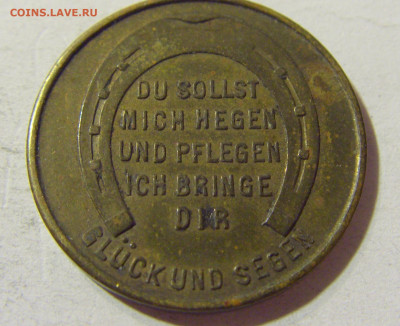 COINS.LAVE.RU
DU SOLLST
MICH HEGEN
UND PFLEGEN
ICH BRINGE
DIR
GLÜCK UND SEGEN